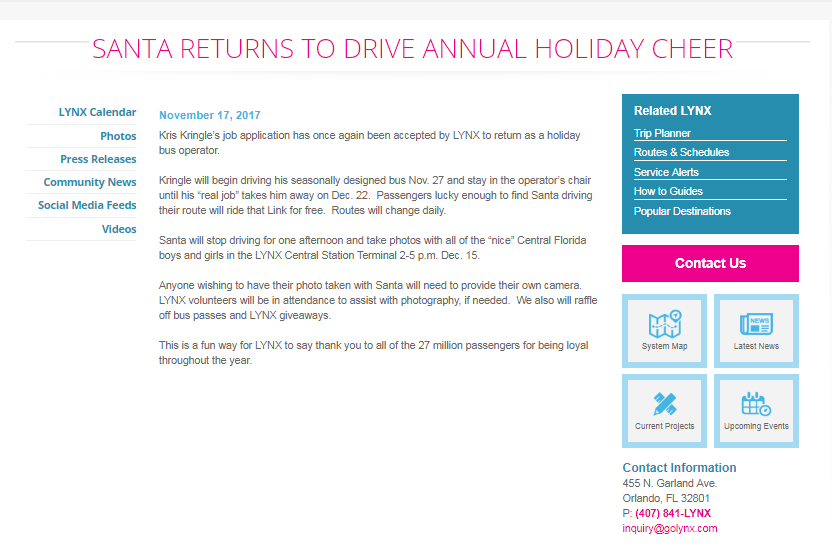 SANTA RETURNS TO DRIVE ANNUAL HOLIDAY CHEER
LYNX Calendar
Photos
Press Releases
Community News
Social Media Feeds
Videos
November 17, 2017
Kris Kringle's job application has once again been accepted by LYNX to return as a holiday
bus operator.
Kringle will begin driving his seasonally designed bus Nov. 27 and stay in the operator's chair
until his “real job” takes him away on Dec. 22.  Passengers lucky enough to find Santa driving
their route will ride that Link for free.  Routes will change daily.
Santa will stop driving for one afternoon and take photos with all of the “nice” Central Florida
boys and girls in the LYNX Central Station Terminal 2-5 p.m. Dec. 15.
Anyone wishing to have their photo taken with Santa will need to provide their own camera.
LYNX volunteers will be in attendance to assist with photography, if needed.  We also will raffle
off bus passes and LYNX giveaways.
This is a fun way for LYNX to say thank you to all of the 27 million passengers for being loyal
throughout the year.
Related LYNX
Trip Planner
Routes & Schedules
Service Alerts
How to Guides
Popular Destinations
Contact Us
System Map
NEWS
Latest News
Current Projects
Upcoming Events
Contact Information
455 N. Garland Ave.
Orlando, FL 32801
P: (407) 841-LYNX
inquiry@golynx.com